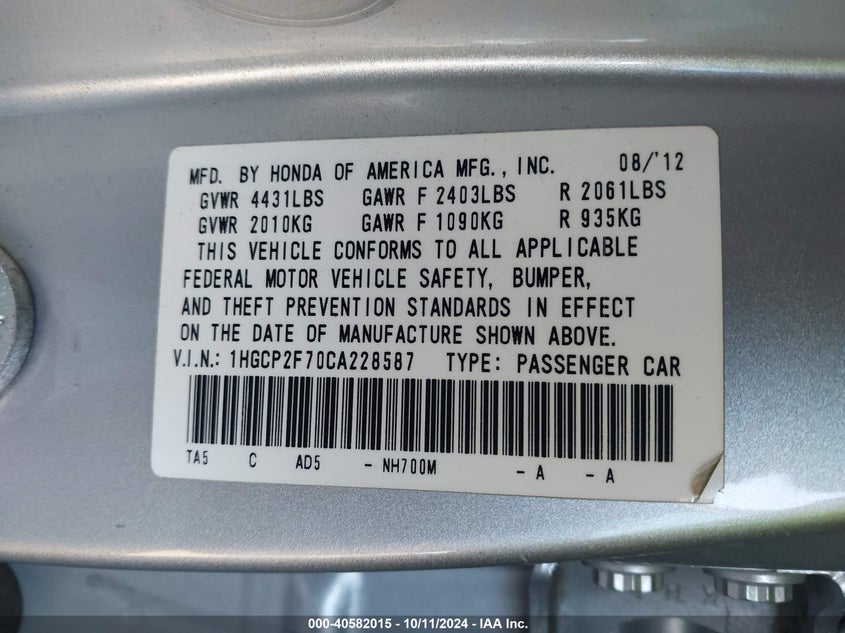 MFD. BY HONDA OF AMERICA MFG., INC. 08/'12
GVWR 4431LBS GAWR F 2403LBS R 2061LBS
GVWR 2010KG GAWR F 1090KG R 935KG
THIS VEHICLE CONFORMS TO ALL APPLICABLE
FEDERAL MOTOR VEHICLE SAFETY, BUMPER,
AND THEFT PREVENTION STANDARDS IN EFFECT
ON THE DATE OF MANUFACTURE SHOWN ABOVE.
V.I.N.: 1HGCP2F70CA228587 TYPE: PASSENGER CAR
TA5 C AD5 - NH700M - A - A
000-40582015 - 10/11/2024 - IAA Inc.